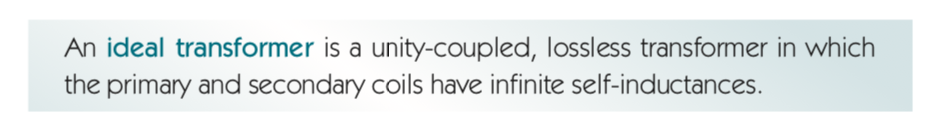 An ideal transformer is a unity-coupled, lossless transformer in which
the primary and secondary coils have infinite self-inductances.